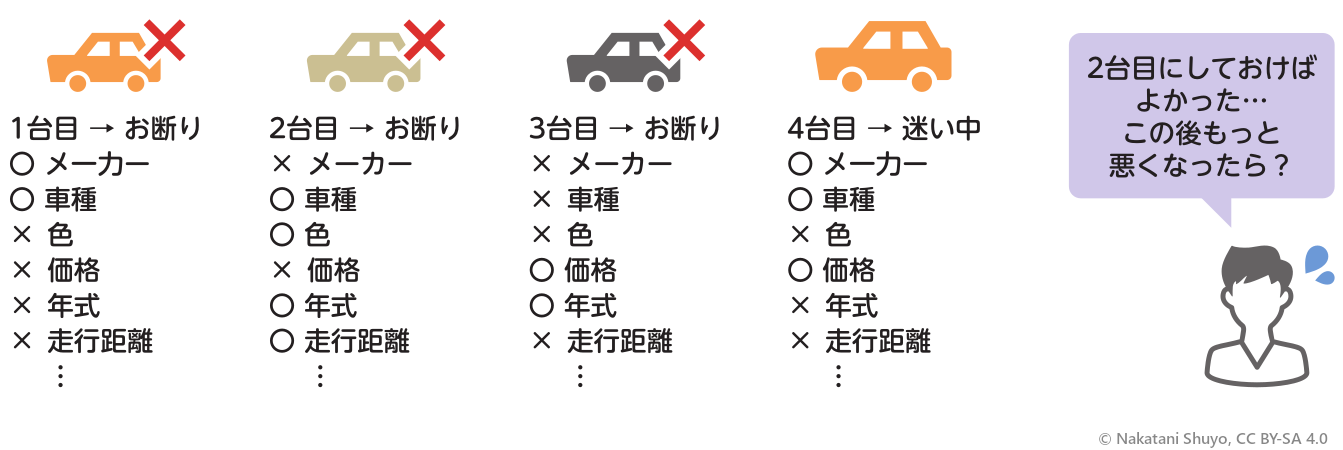 1台目 → お断り
○ メーカー
○ 車種
× 色
× 価格
× 年式
× 走行距離
⋮
2台目 → お断り
× メーカー
○ 車種
○ 色
× 価格
○ 年式
○ 走行距離
⋮
3台目 → お断り
× メーカー
× 車種
× 色
○ 価格
○ 年式
× 走行距離
⋮
4台目 → 迷い中
○ メーカー
○ 車種
× 色
○ 価格
× 年式
× 走行距離
⋮
2台目にしておけば
よかった…
この後もっと
悪くなったら？
© Nakatani Shuyo, CC BY-SA 4.0